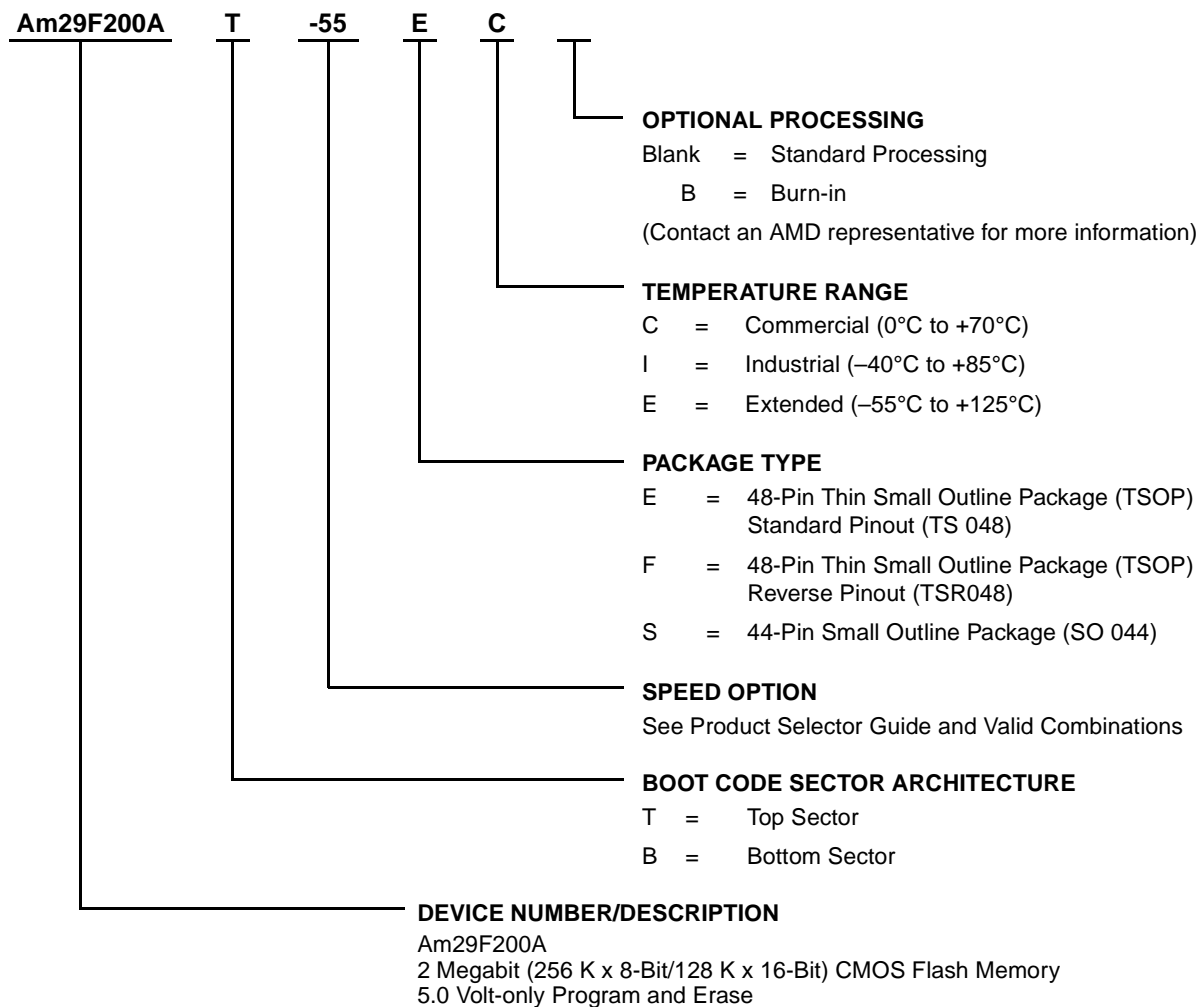 Am29F200A T -55 E C
OPTIONAL PROCESSING
Blank = Standard Processing
B = Burn-in
(Contact an AMD representative for more information)
TEMPERATURE RANGE
C = Commercial (0°C to +70°C)
I = Industrial (–40°C to +85°C)
E = Extended (–55°C to +125°C)
PACKAGE TYPE
E = 48-Pin Thin Small Outline Package (TSOP)
Standard Pinout (TS 048)
F = 48-Pin Thin Small Outline Package (TSOP)
Reverse Pinout (TSR048)
S = 44-Pin Small Outline Package (SO 044)
SPEED OPTION
See Product Selector Guide and Valid Combinations
BOOT CODE SECTOR ARCHITECTURE
T = Top Sector
B = Bottom Sector
DEVICE NUMBER/DESCRIPTION
Am29F200A
2 Megabit (256 K x 8-Bit/128 K x 16-Bit) CMOS Flash Memory
5.0 Volt-only Program and Erase